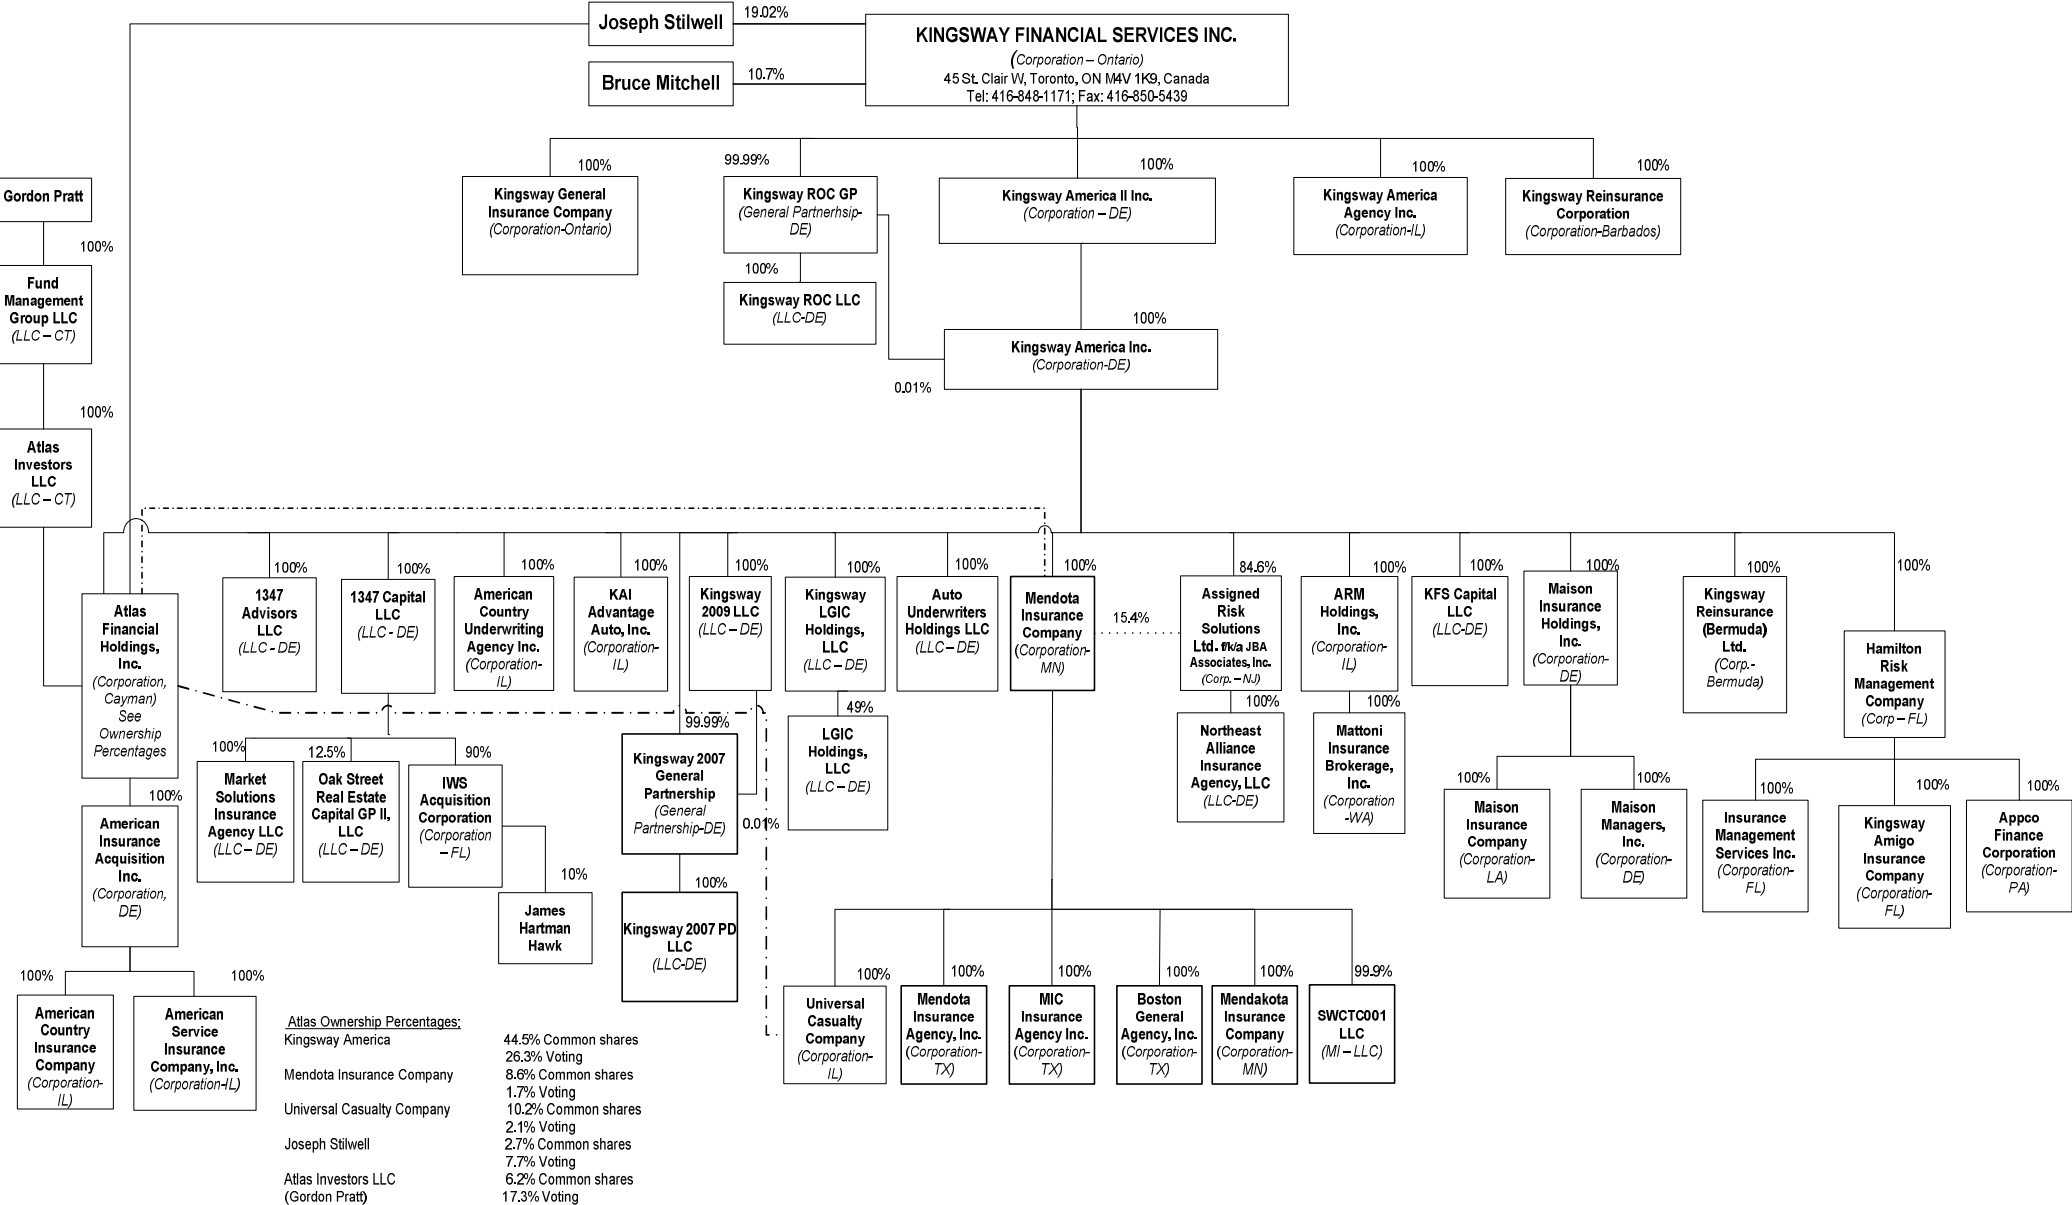 Joseph Stilwell
19.02%
KINGSWAY FINANCIAL SERVICES INC.
(Corporation – Ontario)
45 St. Clair W, Toronto, ON M4V 1K9, Canada
Tel: 416-848-1171; Fax: 416-850-5439
Bruce Mitchell
10.7%
100%
Kingsway General
Insurance Company
(Corporation-Ontario)
99.99%
Kingsway ROC GP
(General Partnerhsip-
DE)
100%
Kingsway America II Inc.
(Corporation – DE)
100%
Kingsway America
Agency Inc.
(Corporation-IL)
100%
Kingsway Reinsurance
Corporation
(Corporation-Barbados)
Gordon Pratt
100%
Fund
Management
Group LLC
(LLC – CT)
100%
Atlas
Investors
LLC
(LLC – CT)
100%
Kingsway ROC LLC
(LLC-DE)
100%
Kingsway America Inc.
(Corporation-DE)
0.01%
Atlas
Financial
Holdings,
Inc.
(Corporation,
Cayman)
See
Ownership
Percentages
100%
1347
Advisors
LLC
(LLC - DE)
100%
1347 Capital
LLC
(LLC - DE)
100%
American
Country
Underwriting
Agency Inc.
(Corporation-
IL)
100%
KAI
Advantage
Auto, Inc.
(Corporation-
IL)
100%
Kingsway
2009 LLC
(LLC – DE)
100%
Kingsway
LGIC
Holdings,
LLC
(LLC – DE)
100%
Auto
Underwriters
Holdings LLC
(LLC – DE)
100%
Mendota
Insurance
Company
(Corporation-
MN)
15.4%
84.6%
Assigned
Risk
Solutions
Ltd. f/k/a JBA
Associates, Inc.
(Corp. – NJ)
100%
ARM
Holdings,
Inc.
(Corporation-
IL)
100%
KFS Capital
LLC
(LLC-DE)
100%
Maison
Insurance
Holdings,
Inc.
(Corporation-
DE)
100%
Kingsway
Reinsurance
(Bermuda)
Ltd.
(Corp.-
Bermuda)
100%
Hamilton
Risk
Management
Company
(Corp – FL)
100%
Market
Solutions
Insurance
Agency LLC
(LLC – DE)
12.5%
Oak Street
Real Estate
Capital GP II,
LLC
(LLC – DE)
90%
IWS
Acquisition
Corporation
(Corporation
– FL)
10%
James
Hartman
Hawk
99.99%
Kingsway 2007
General
Partnership
(General
Partnership-DE)
0.01%
100%
Kingsway 2007 PD
LLC
(LLC-DE)
49%
LGIC
Holdings,
LLC
(LLC – DE)
100%
Northeast
Alliance
Insurance
Agency, LLC
(LLC-DE)
100%
Mattoni
Insurance
Brokerage,
Inc.
(Corporation
-WA)
100%
Maison
Insurance
Company
(Corporation-
LA)
100%
Maison
Managers,
Inc.
(Corporation-
DE)
100%
Insurance
Management
Services Inc.
(Corporation-
FL)
100%
Kingsway
Amigo
Insurance
Company
(Corporation-
FL)
100%
Appco
Finance
Corporation
(Corporation-
PA)
100%
American
Insurance
Acquisition
Inc.
(Corporation,
DE)
100%
American
Country
Insurance
Company
(Corporation-
IL)
100%
American
Service
Insurance
Company, Inc.
(Corporation-IL)
100%
Universal
Casualty
Company
(Corporation-
IL)
100%
Mendota
Insurance
Agency, Inc.
(Corporation-
TX)
100%
MIC
Insurance
Agency Inc.
(Corporation-
TX)
100%
Boston
General
Agency, Inc.
(Corporation-
TX)
100%
Mendakota
Insurance
Company
(Corporation-
MN)
99.9%
SWCTC001
LLC
(MI – LLC)
Atlas Ownership Percentages;
Kingsway America 44.5% Common shares
26.3% Voting
Mendota Insurance Company 8.6% Common shares
1.7% Voting
Universal Casualty Company 10.2% Common shares
2.1% Voting
Joseph Stilwell 2.7% Common shares
7.7% Voting
Atlas Investors LLC 6.2% Common shares
(Gordon Pratt) 17.3% Voting